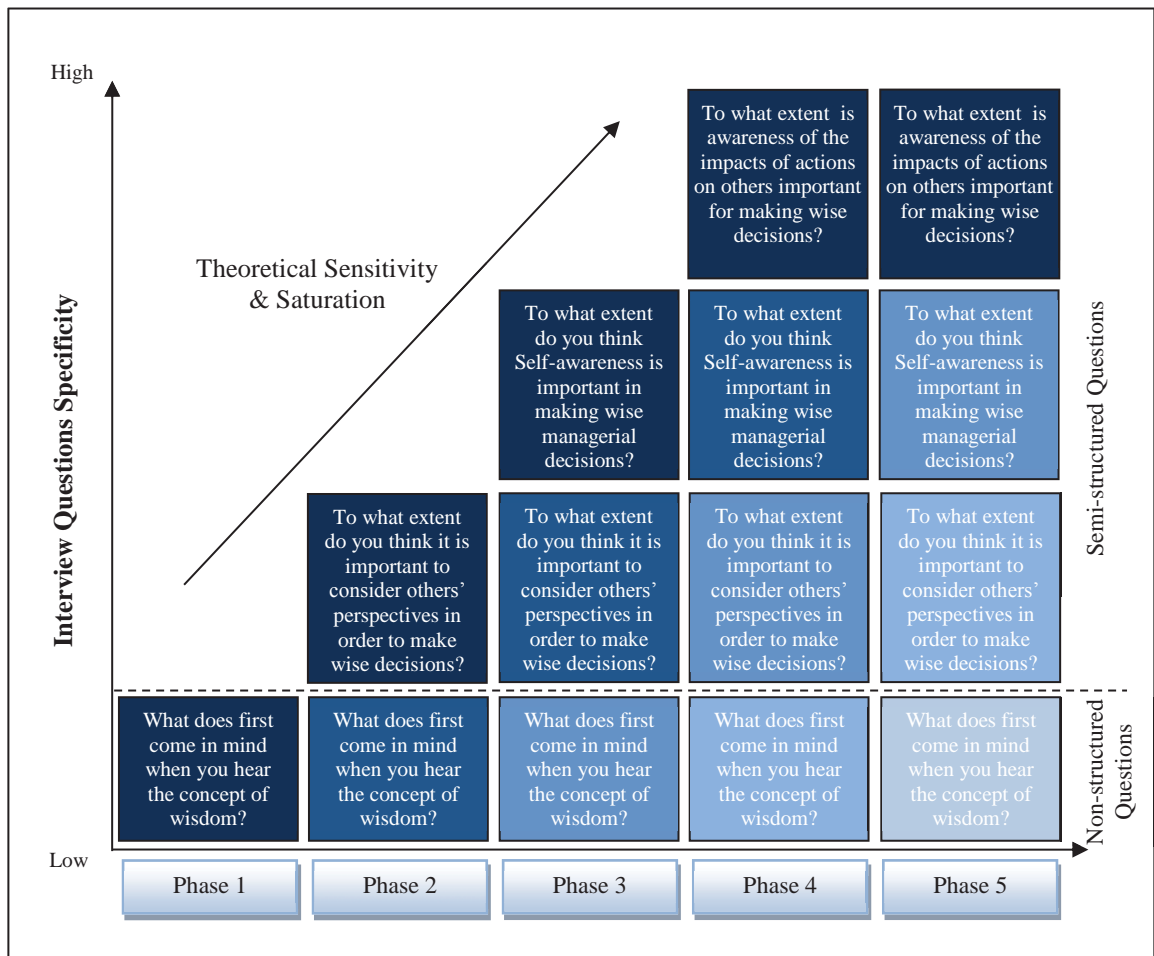 High
To what extent  is
awareness of the
impacts of actions
on others important
for making wise
decisions?
To what extent  is
awareness of the
impacts of actions
on others important
for making wise
decisions?
Theoretical Sensitivity
& Saturation
Interview Questions Specificity
To what extent
do you think
Self-awareness is
important in
making wise
managerial
decisions?
To what extent
do you think
Self-awareness is
important in
making wise
managerial
decisions?
To what extent
do you think
Self-awareness is
important in
making wise
managerial
decisions?
Semi-structured Questions
To what extent
do you think it is
important to
consider others’
perspectives in
order to make
wise decisions?
To what extent
do you think it is
important to
consider others’
perspectives in
order to make
wise decisions?
To what extent
do you think it is
important to
consider others’
perspectives in
order to make
wise decisions?
To what extent
do you think it is
important to
consider others’
perspectives in
order to make
wise decisions?
What does first
come in mind
when you hear
the concept of
wisdom?
What does first
come in mind
when you hear
the concept of
wisdom?
What does first
come in mind
when you hear
the concept of
wisdom?
What does first
come in mind
when you hear
the concept of
wisdom?
What does first
come in mind
when you hear
the concept of
wisdom?
Non-structured
Questions
Low
Phase 1
Phase 2
Phase 3
Phase 4
Phase 5